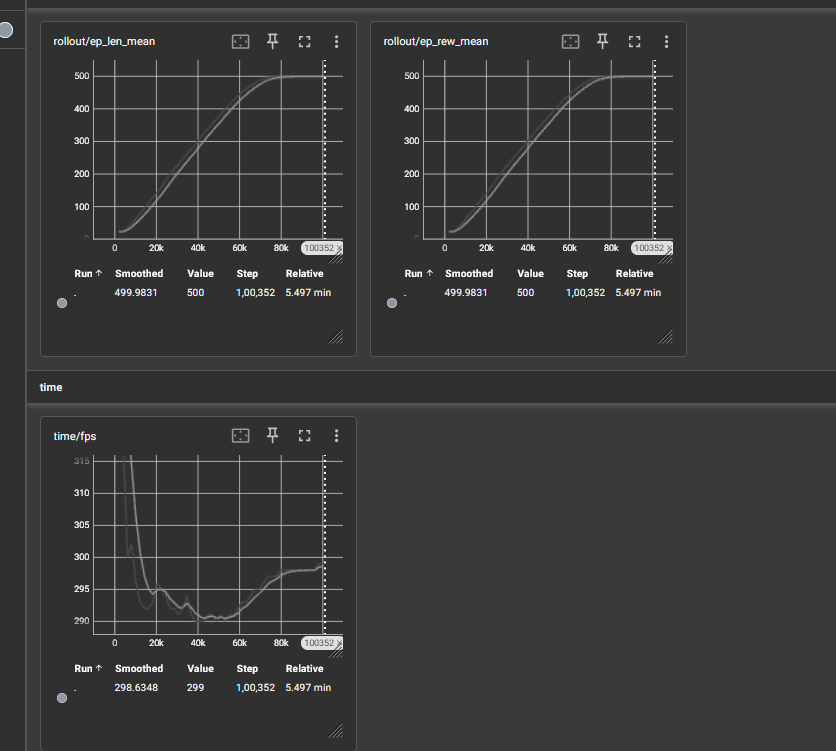 rollout/ep_len_mean
500
400
300
200
100
0
0 20k 40k 60k 80k 100352 ×
Run ↑ Smoothed Value Step Relative
. 499.9831 500 1,00,352 5.497 min
rollout/ep_rew_mean
500
400
300
200
100
0
0 20k 40k 60k 80k 100352 ×
Run ↑ Smoothed Value Step Relative
. 499.9831 500 1,00,352 5.497 min
time
time/fps
315
310
305
300
295
290
0 20k 40k 60k 80k 100352 ×
Run ↑ Smoothed Value Step Relative
. 298.6348 299 1,00,352 5.497 min